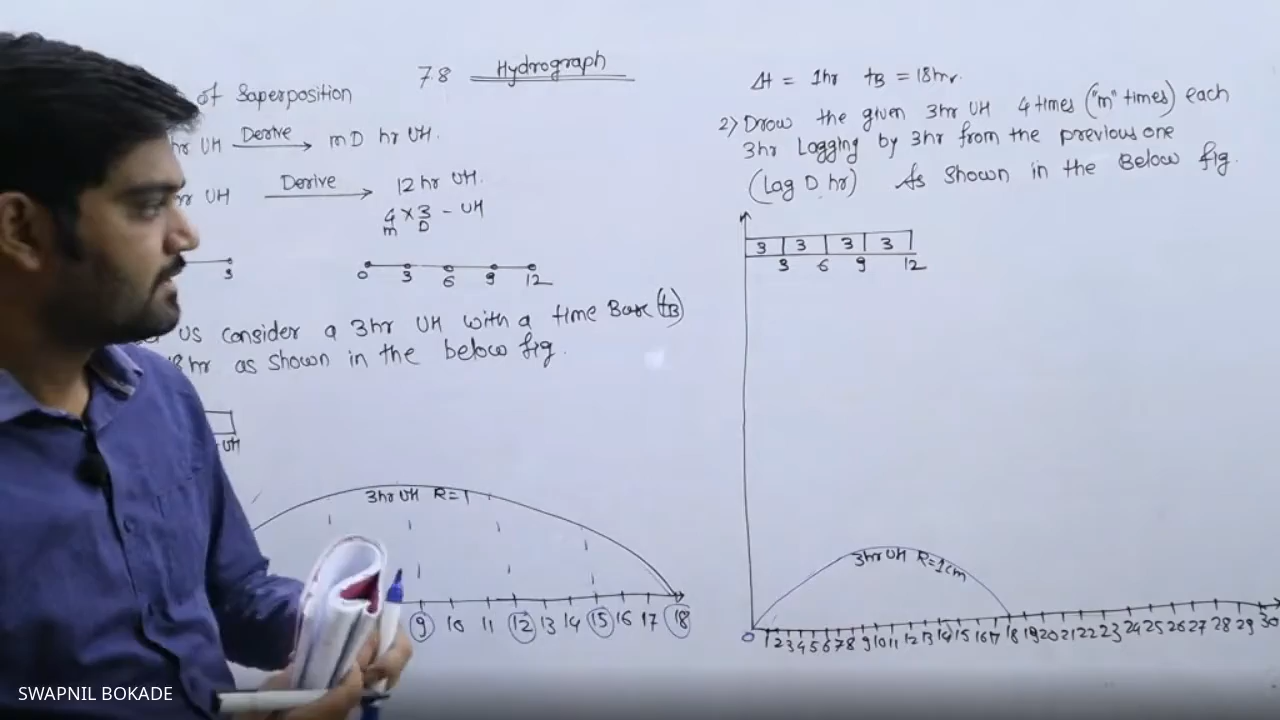 7.8 Hydrograph
of Saperposition
hr UH Derive mD hr UH.
UH Derive 12 hr UH.
4 x 3 - UH
m D
3
0 3 6 9 12
us consider a 3hr UH with a time Base (tB)
8 hr as shown in the below fig.
UH
3hr UH R=1
9 10 11 12 13 14 15 16 17 18
Δt = 1hr tB = 18hr.
2) Drow the given 3hr UH 4 times ("m" times) each
3hr Logging by 3hr from the previous one
(Lag D hr) As Shown in the Below fig.
3 3 3 3
3 6 9 12
3hr UH R=1cm
0 1 2 3 4 5 6 7 8 9 10 11 12 13 14 15 16 17 18 19 20 21 22 23 24 25 26 27 28 29 30
SWAPNIL BOKADE